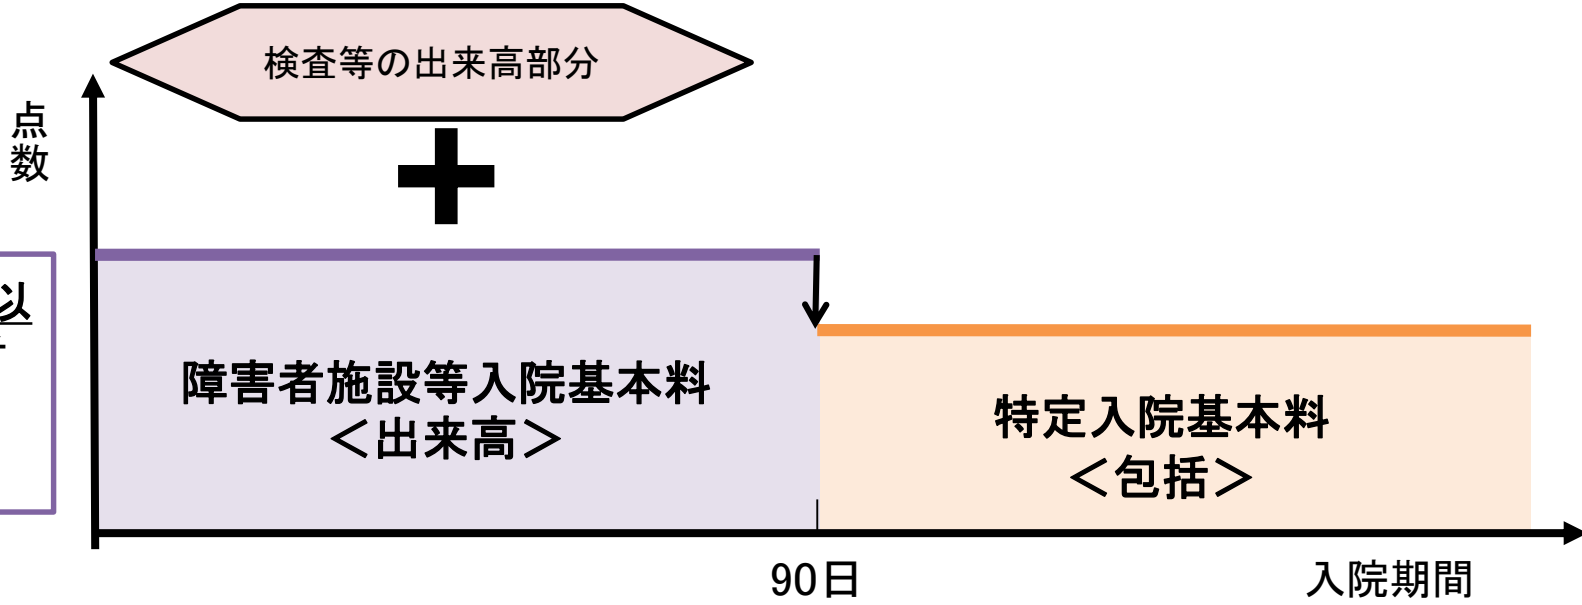 検査等の出来高部分
点
数
以
障害者施設等入院基本料
＜出来高＞
特定入院基本料
＜包括＞
90日
入院期間